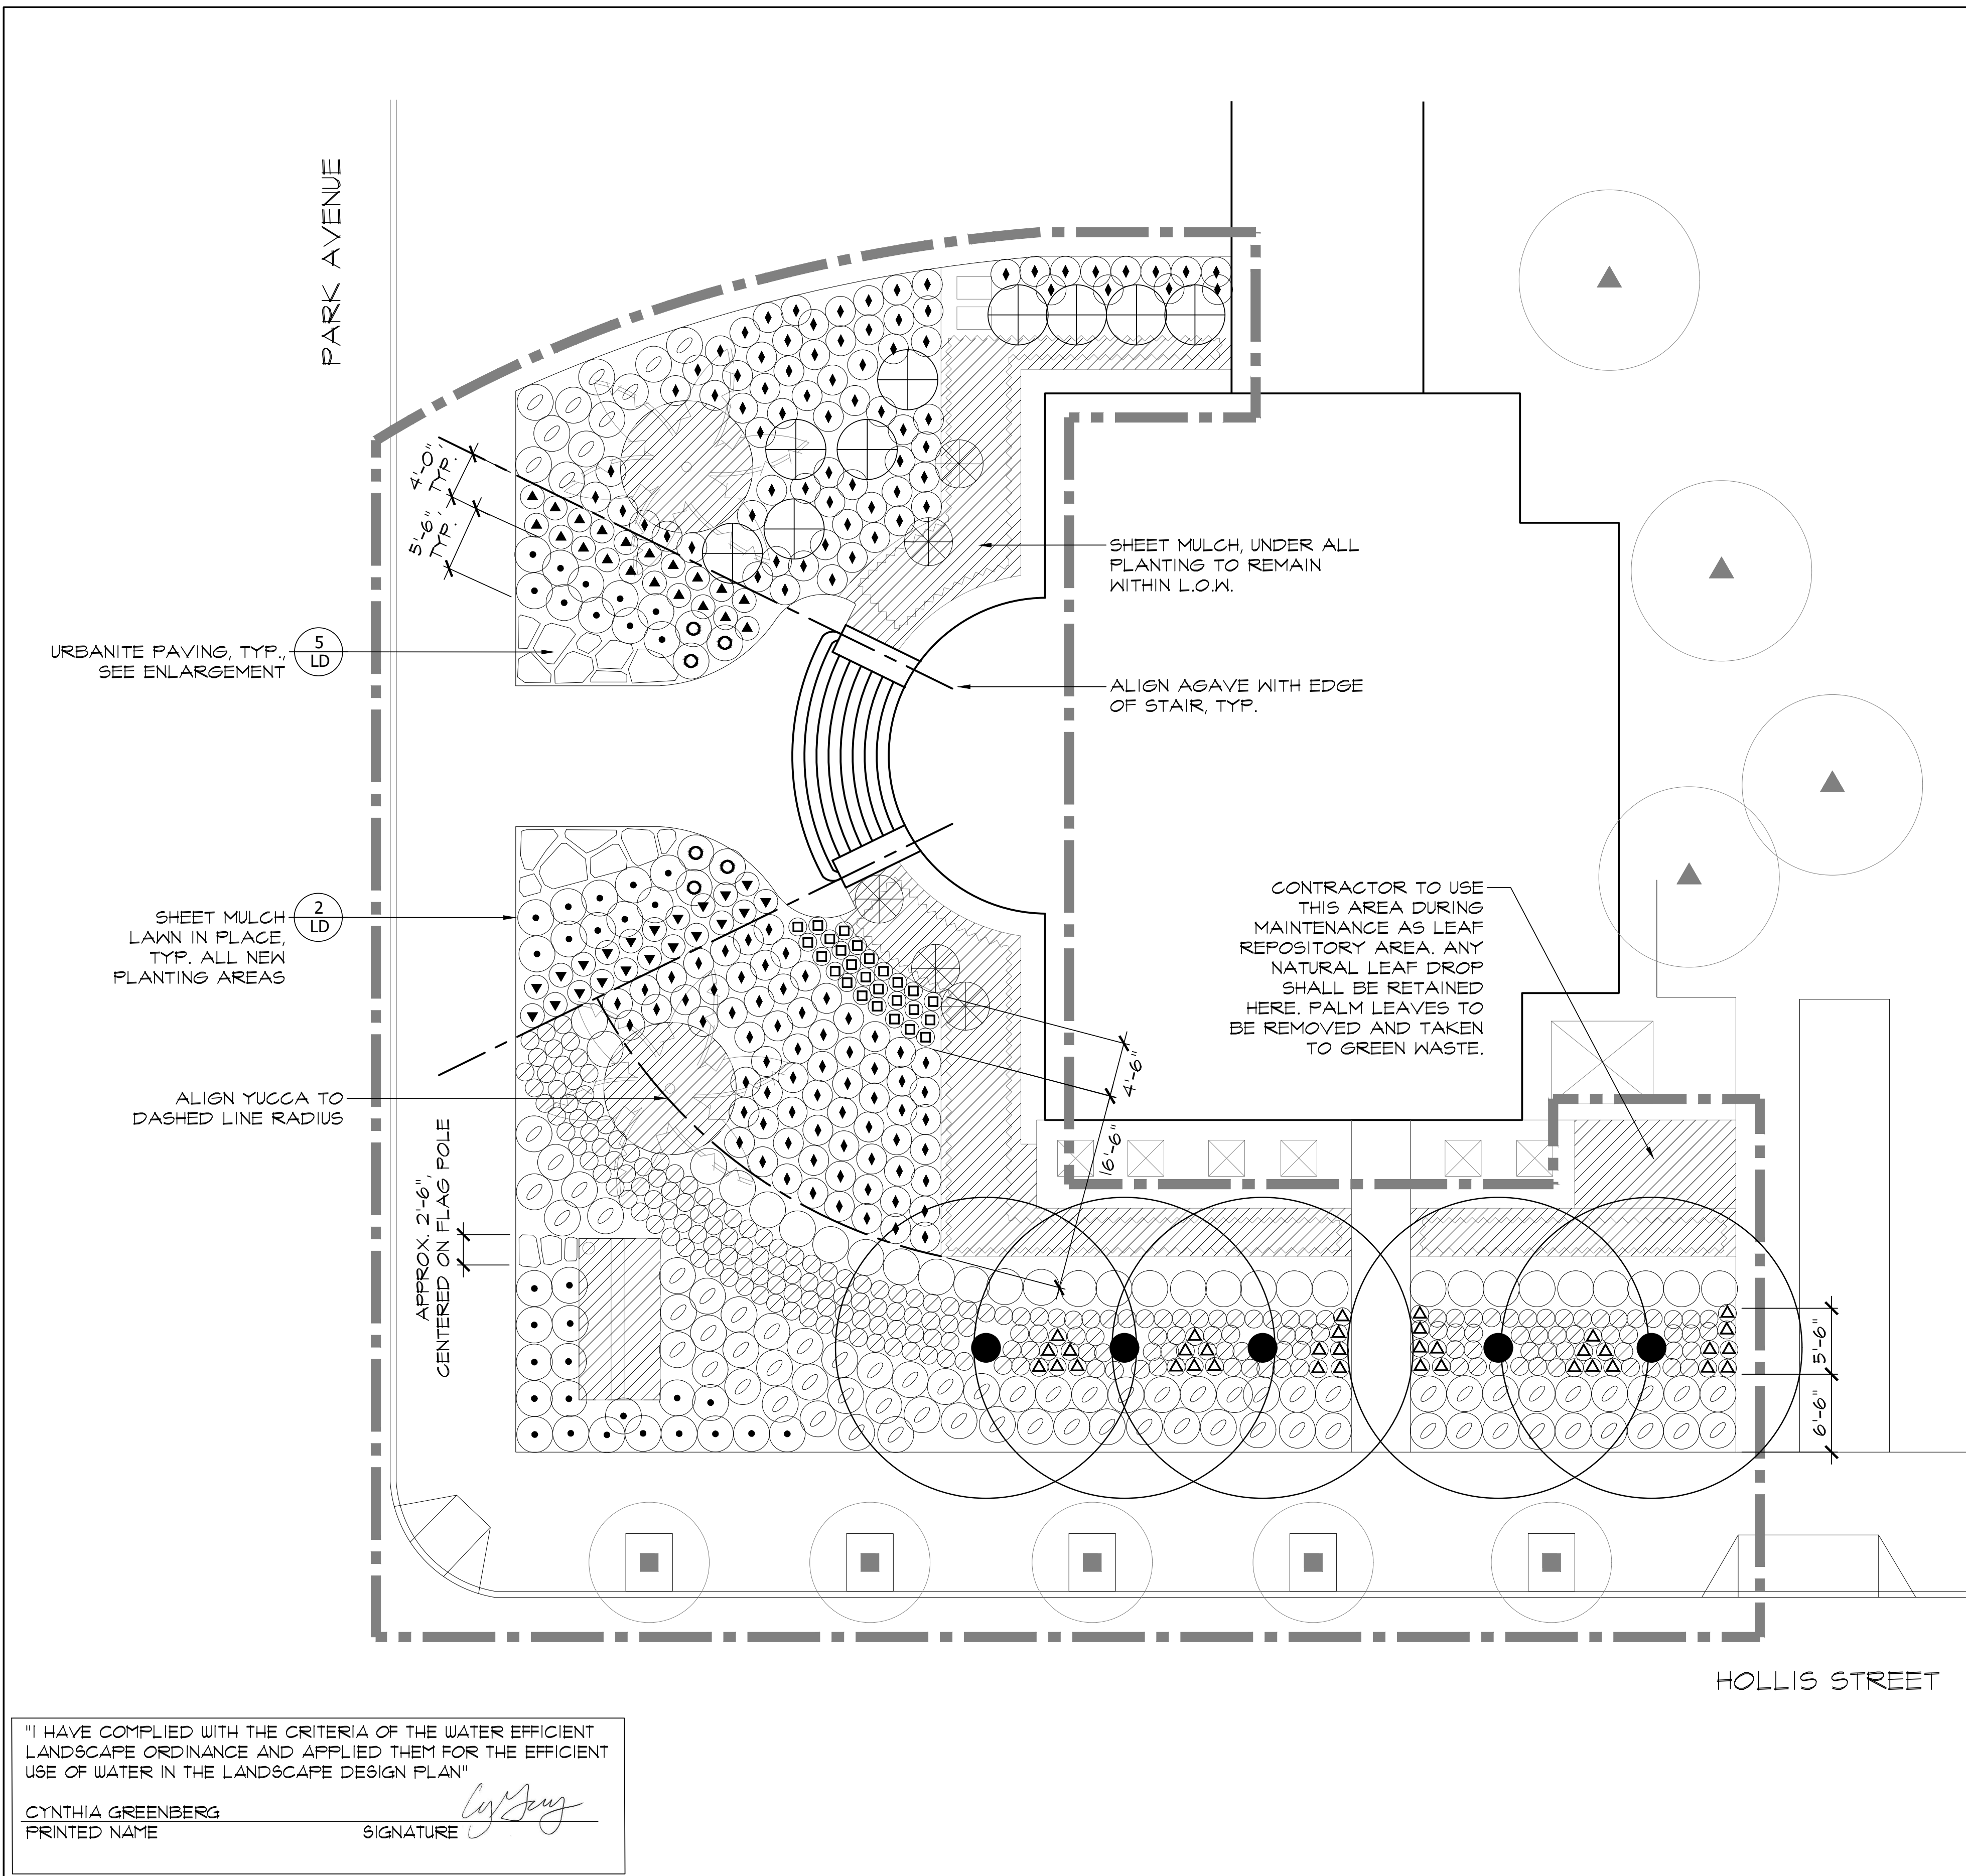 PARK AVENUE
4'-0",
TYP.
5'-6",
TYP.
SHEET MULCH, UNDER ALL
PLANTING TO REMAIN
WITHIN L.O.W.
URBANITE PAVING, TYP.,
SEE ENLARGEMENT
5
LD
ALIGN AGAVE WITH EDGE
OF STAIR, TYP.
SHEET MULCH
LAWN IN PLACE,
TYP. ALL NEW
PLANTING AREAS
2
LD
CONTRACTOR TO USE
THIS AREA DURING
MAINTENANCE AS LEAF
REPOSITORY AREA. ANY
NATURAL LEAF DROP
SHALL BE RETAINED
HERE. PALM LEAVES TO
BE REMOVED AND TAKEN
TO GREEN WASTE.
ALIGN YUCCA TO
DASHED LINE RADIUS
4'-6"
16'-6"
APPROX. 2'-6",
CENTERED ON FLAG POLE
5'-6"
6'-6"
HOLLIS STREET
"I HAVE COMPLIED WITH THE CRITERIA OF THE WATER EFFICIENT
LANDSCAPE ORDINANCE AND APPLIED THEM FOR THE EFFICIENT
USE OF WATER IN THE LANDSCAPE DESIGN PLAN"
CYNTHIA GREENBERG
PRINTED NAME SIGNATURE